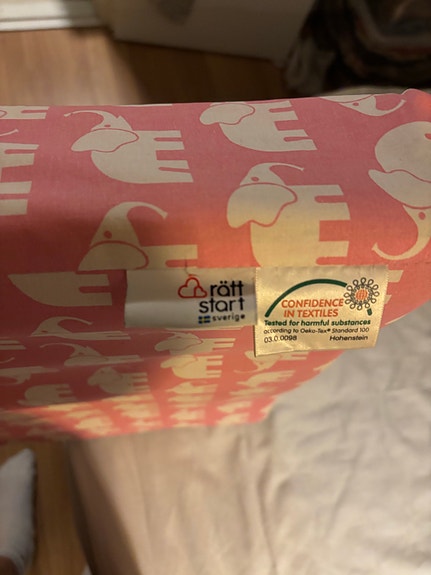 rätt
start
sverige
CONFIDENCE
IN TEXTILES
Tested for harmful substances
according to Oeko-Tex® Standard 100
03.0.0098 Hohenstein